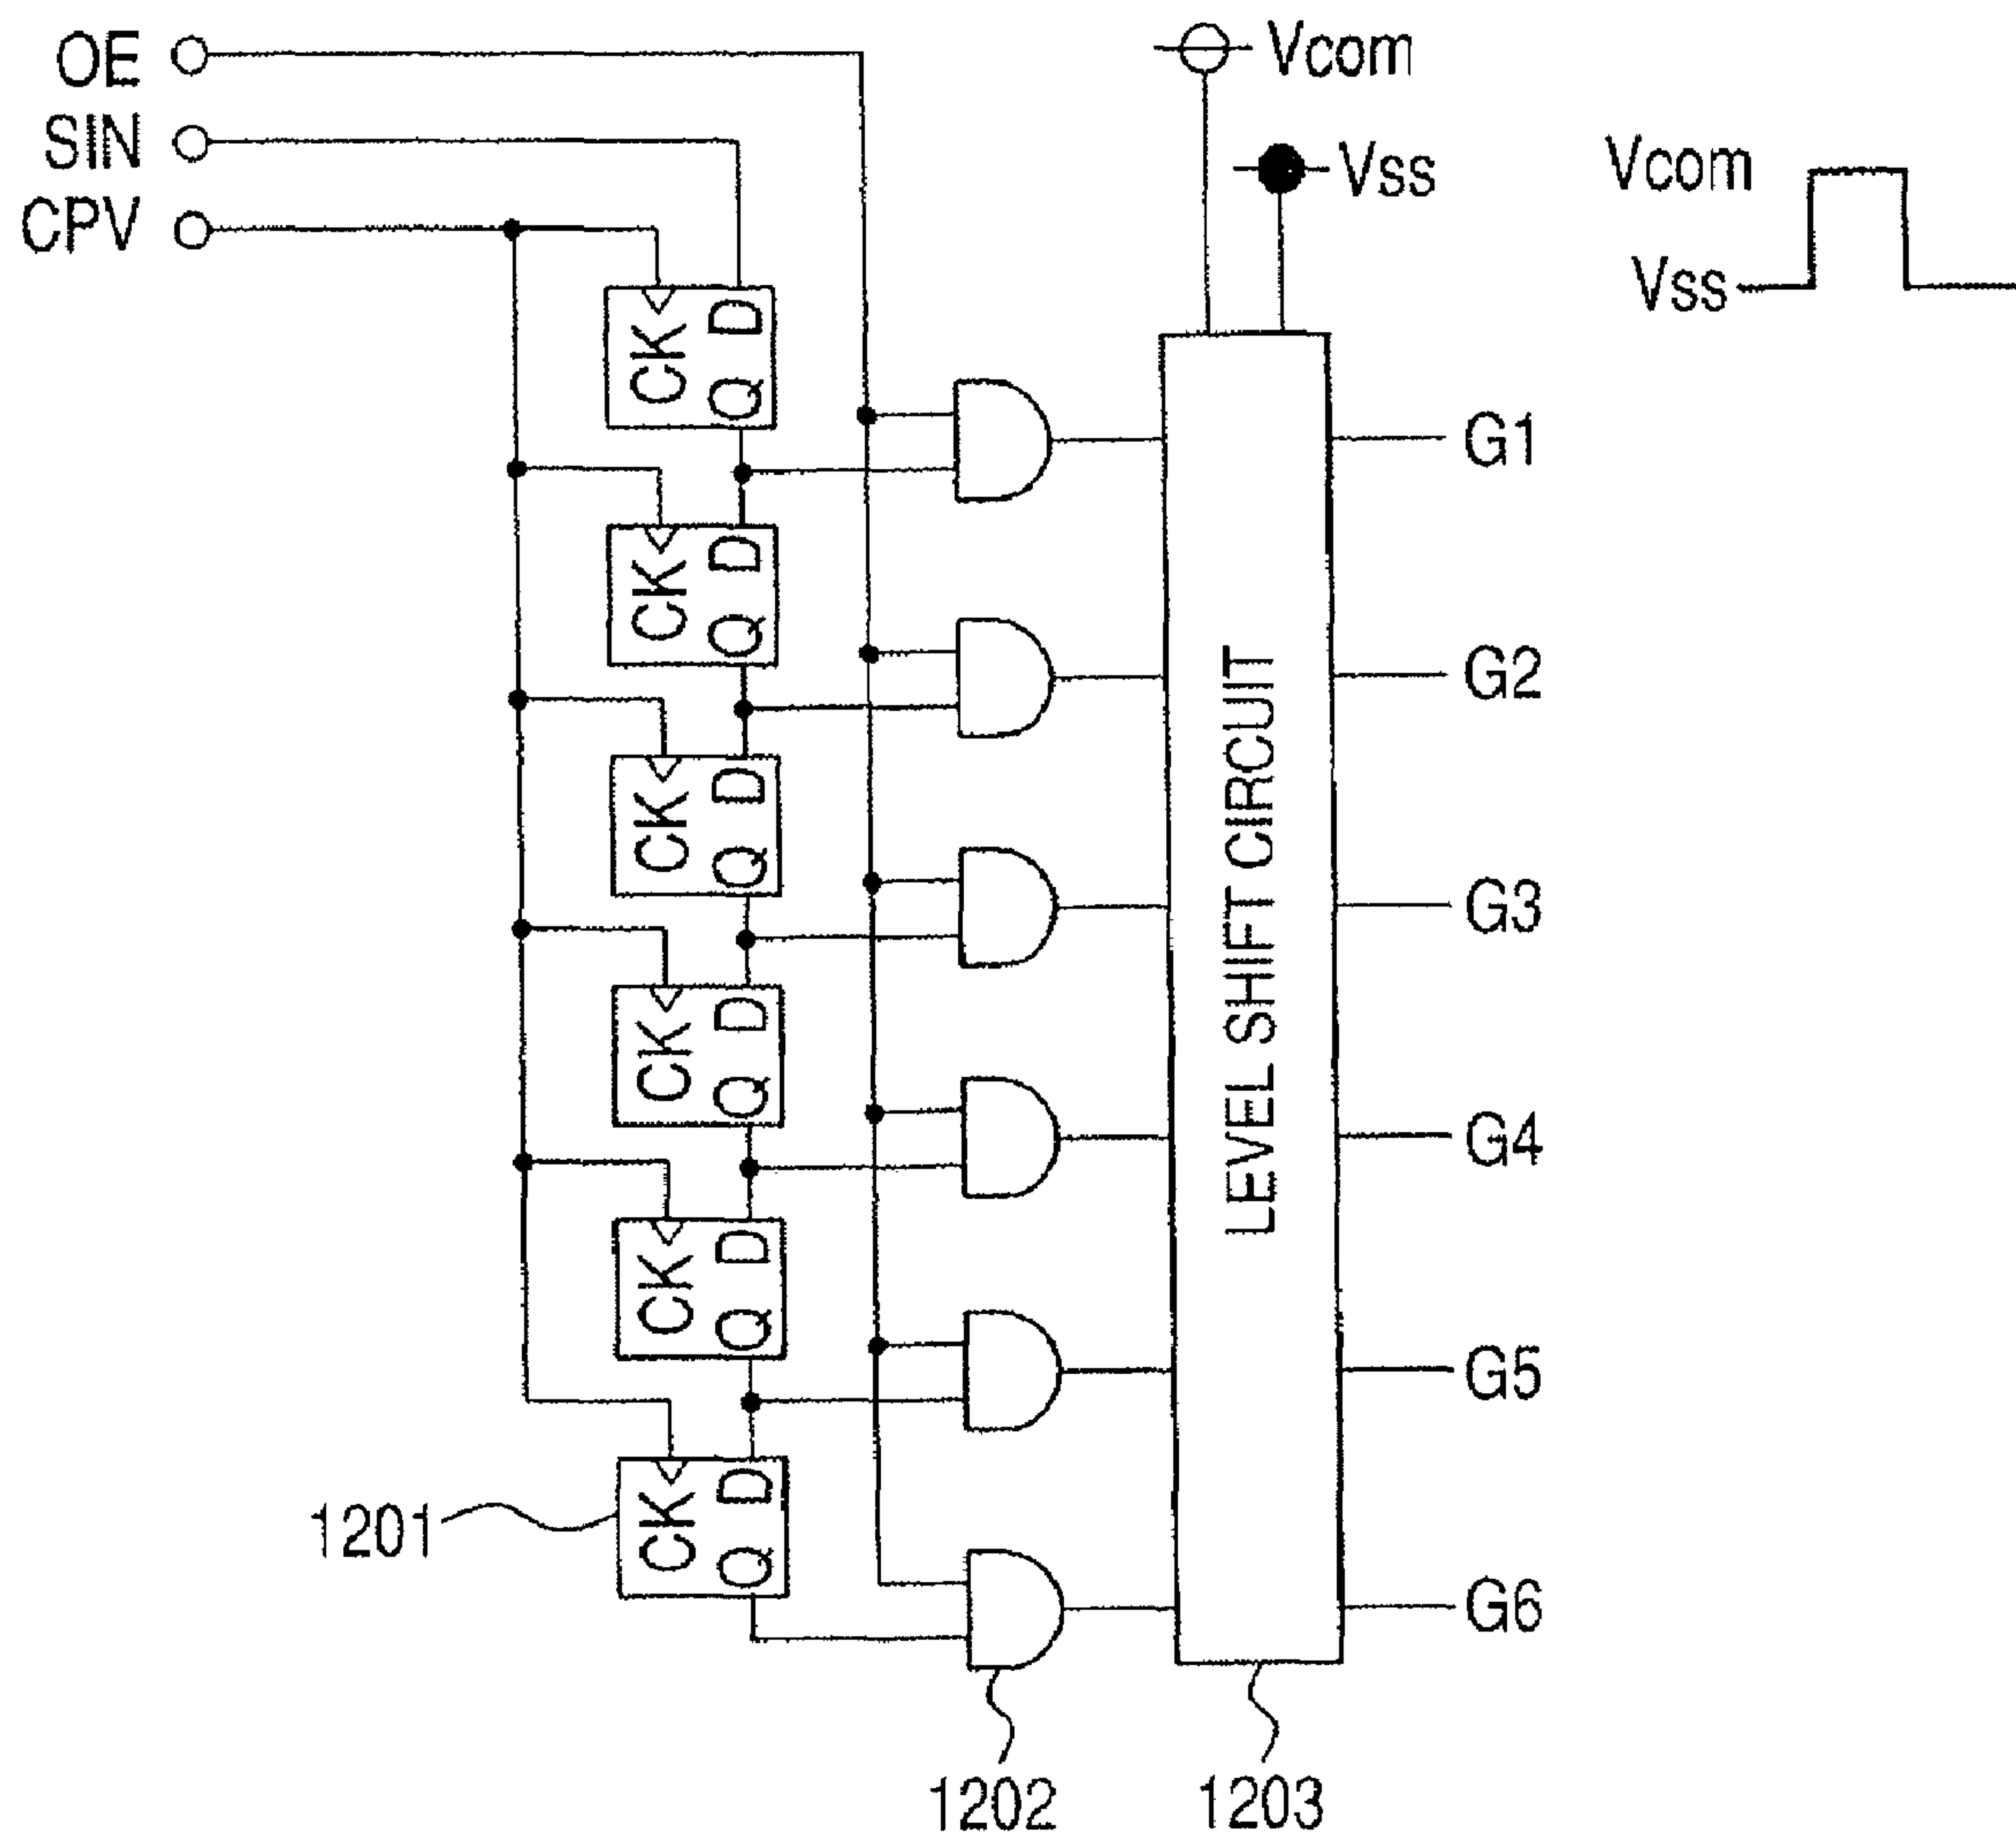 OE
SIN
CPV
Vcom
Vss
Vcom
Vss
CK D Q
CK D Q
CK D Q
CK D Q
CK D Q
CK D Q
LEVEL SHIFT CIRCUIT
G1
G2
G3
G4
G5
G6
1201
1202
1203